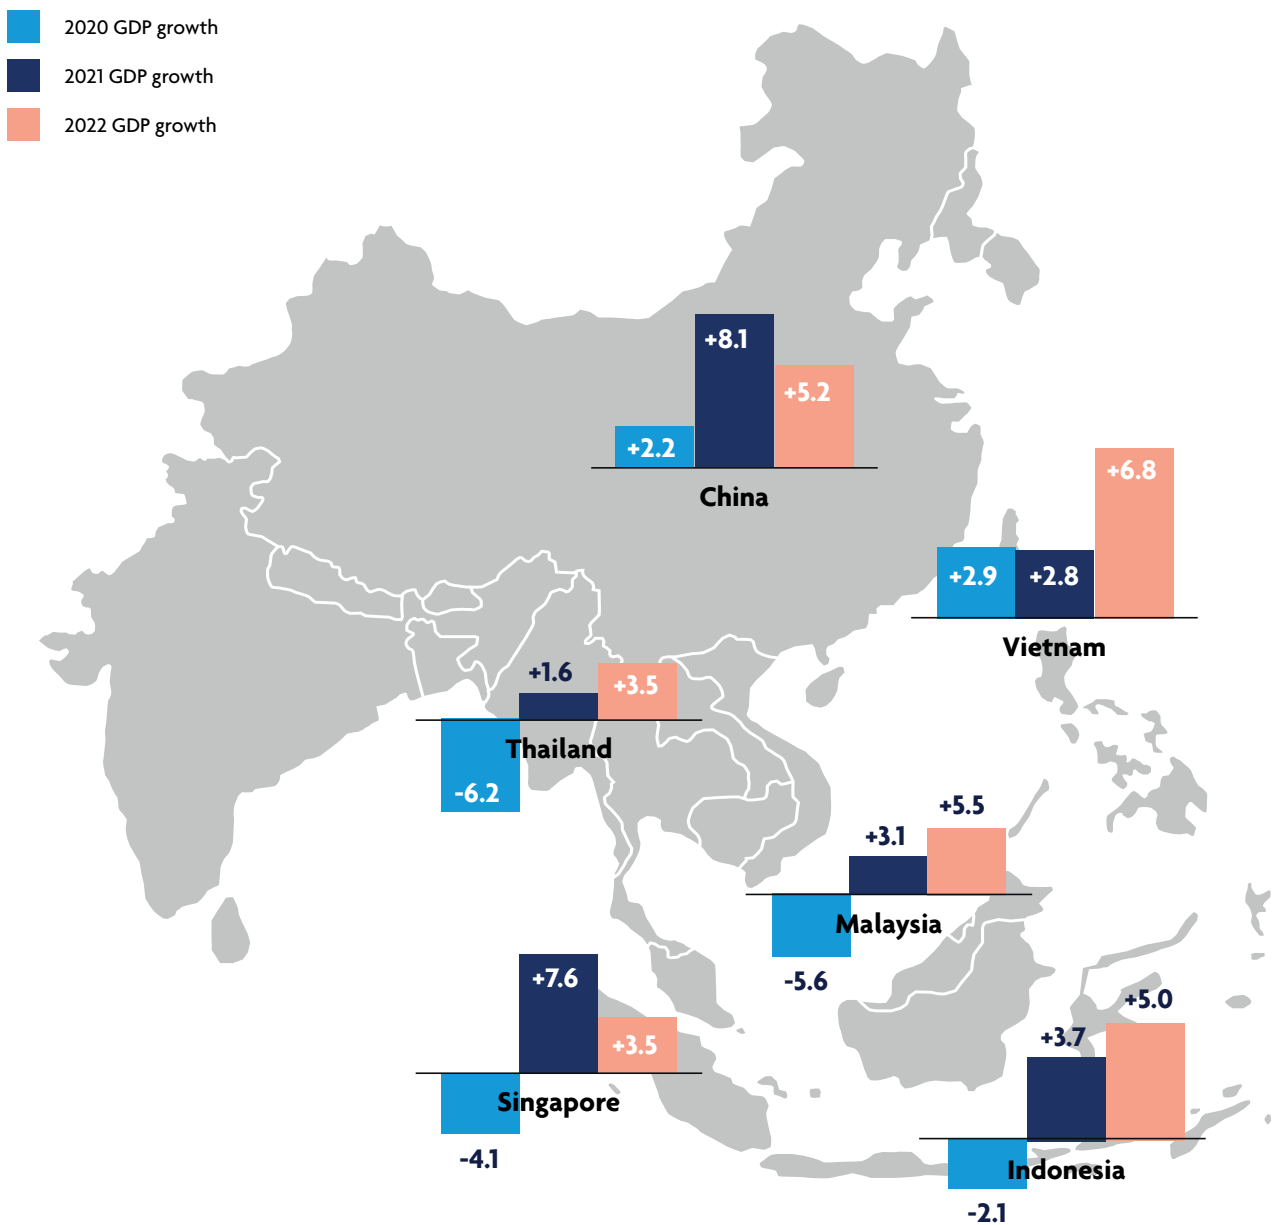 2020 GDP growth
2021 GDP growth
2022 GDP growth
+8.1
+5.2
+2.2
China
+6.8
+2.9
+2.8
Vietnam
+1.6
+3.5
Thailand
-6.2
+5.5
+3.1
Malaysia
-5.6
+7.6
+3.5
Singapore
-4.1
+5.0
+3.7
Indonesia
-2.1